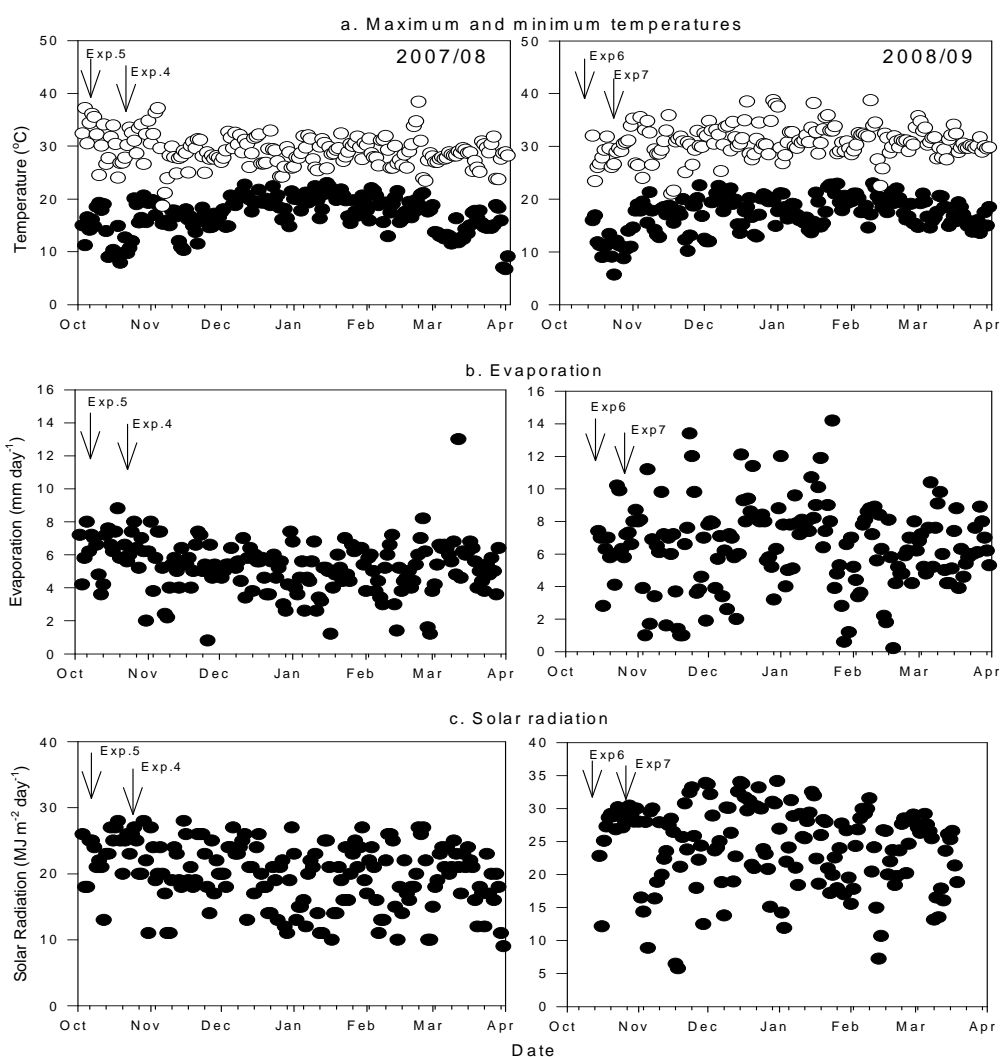 a. Maximum and minimum temperatures
50
40
30
20
10
0
Temperature (°C)
Exp.5
Exp.4
2007/08
Oct Nov Dec Jan Feb Mar Apr
50
40
30
20
10
0
Exp6
Exp7
2008/09
Oct Nov Dec Jan Feb Mar Apr
b. Evaporation
16
14
12
10
8
6
4
2
0
Evaporation (mm day-1)
Exp.5
Exp.4
Oct Nov Dec Jan Feb Mar Apr
16
14
12
10
8
6
4
2
0
Exp6
Exp7
Oct Nov Dec Jan Feb Mar Apr
c. Solar radiation
40
30
20
10
0
Solar Radiation (MJ m-2 day-1)
Exp.5
Exp.4
Oct Nov Dec Jan Feb Mar Apr
40
35
30
25
20
15
10
5
0
Exp6
Exp7
Oct Nov Dec Jan Feb Mar Apr
Date